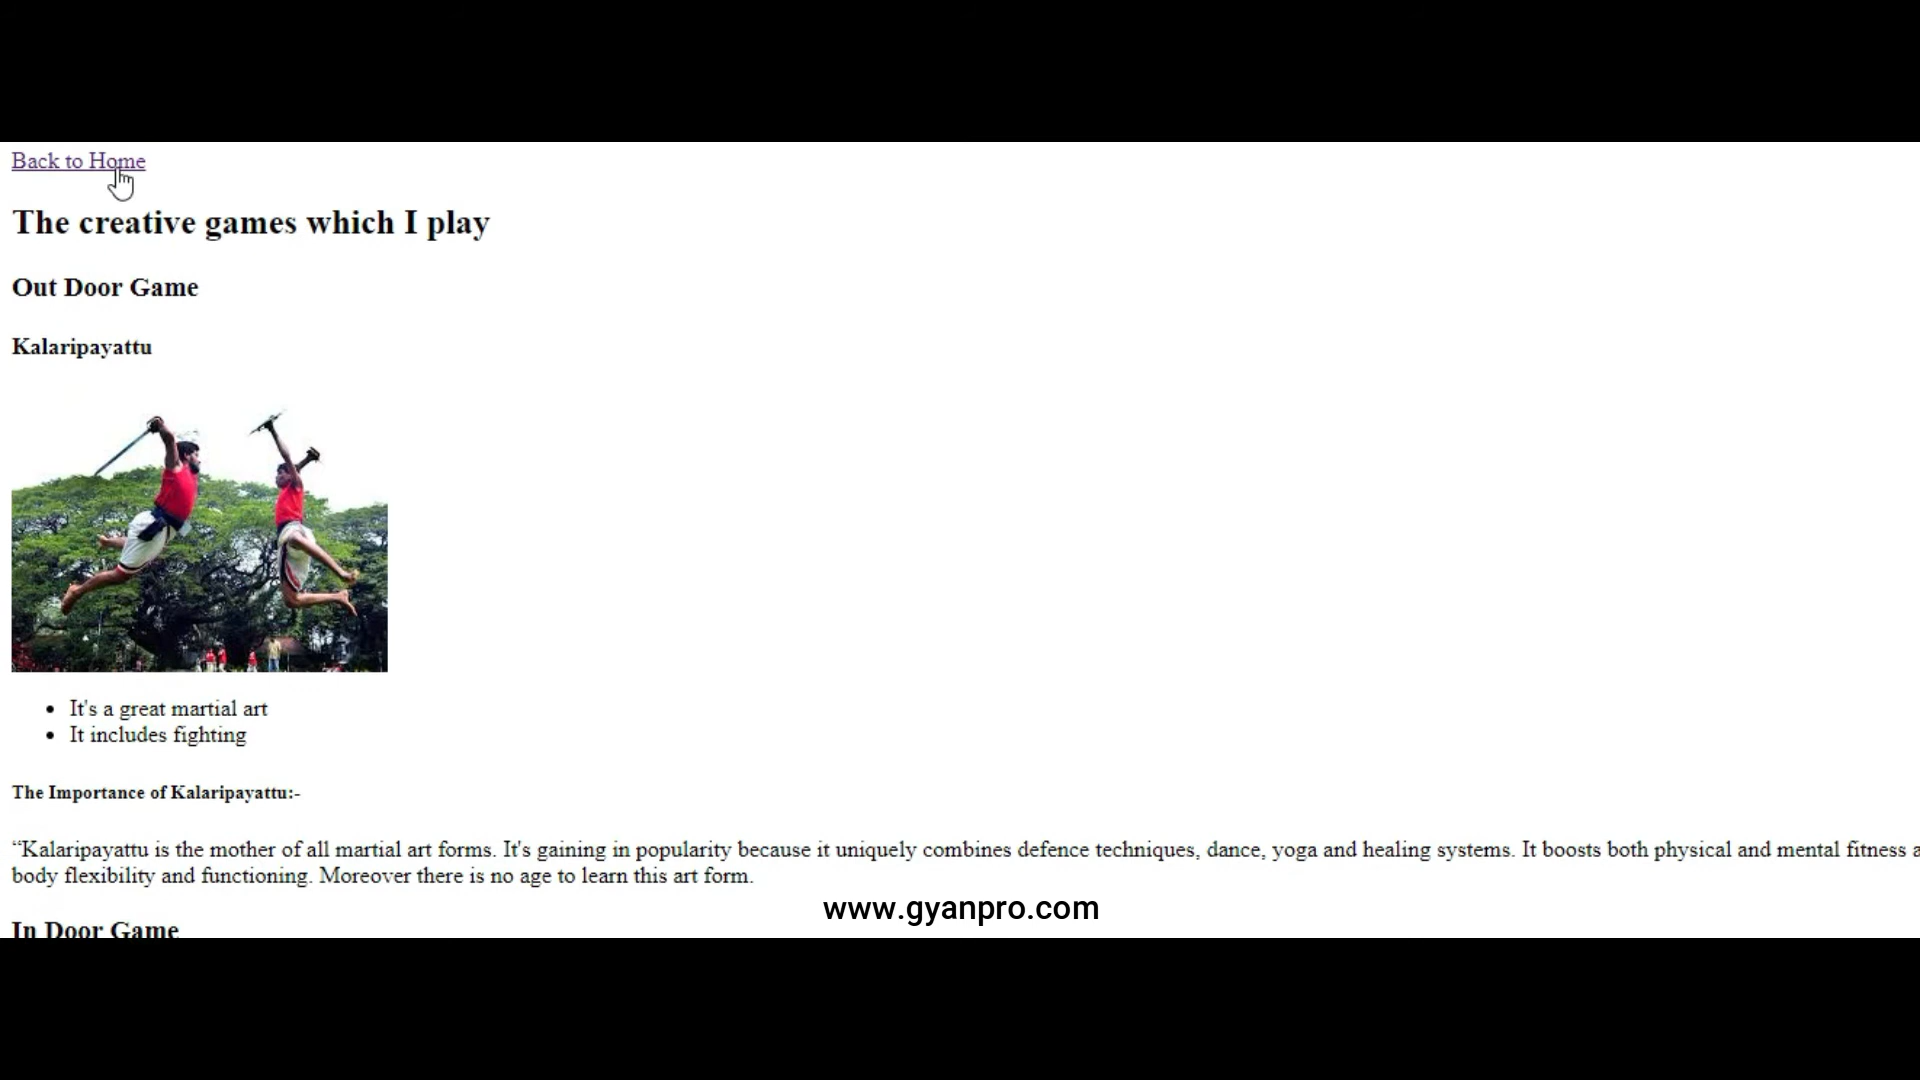 Back to Home
The creative games which I play
Out Door Game
Kalaripayattu
It's a great martial art
It includes fighting
The Importance of Kalaripayattu:-
“Kalaripayattu is the mother of all martial art forms. It's gaining in popularity because it uniquely combines defence techniques, dance, yoga and healing systems. It boosts both physical and mental fitness
body flexibility and functioning. Moreover there is no age to learn this art form.
www.gyanpro.com
In Door Game